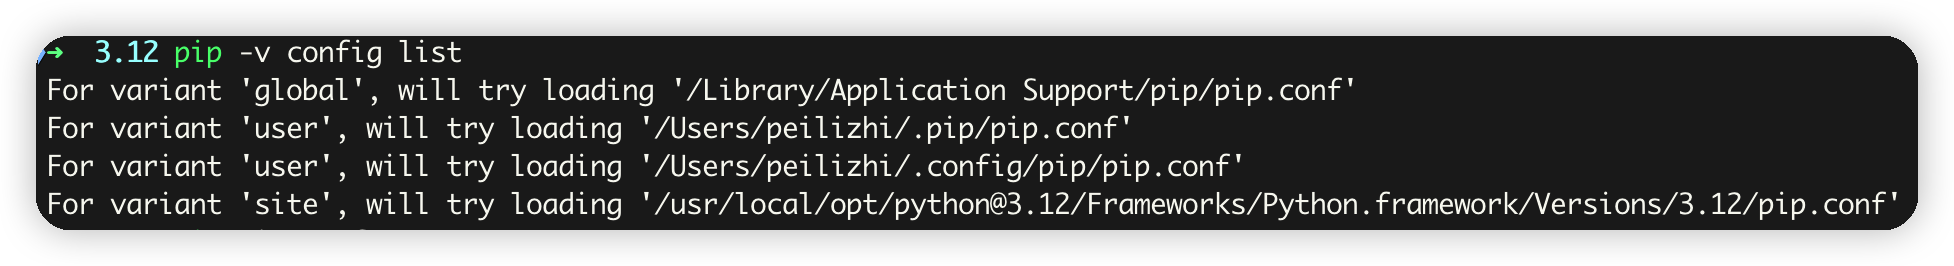 ➜ 3.12 pip -v config list
For variant 'global', will try loading '/Library/Application Support/pip/pip.conf'
For variant 'user', will try loading '/Users/peilizhi/.pip/pip.conf'
For variant 'user', will try loading '/Users/peilizhi/.config/pip/pip.conf'
For variant 'site', will try loading '/usr/local/opt/python@3.12/Frameworks/Python.framework/Versions/3.12/pip.conf'